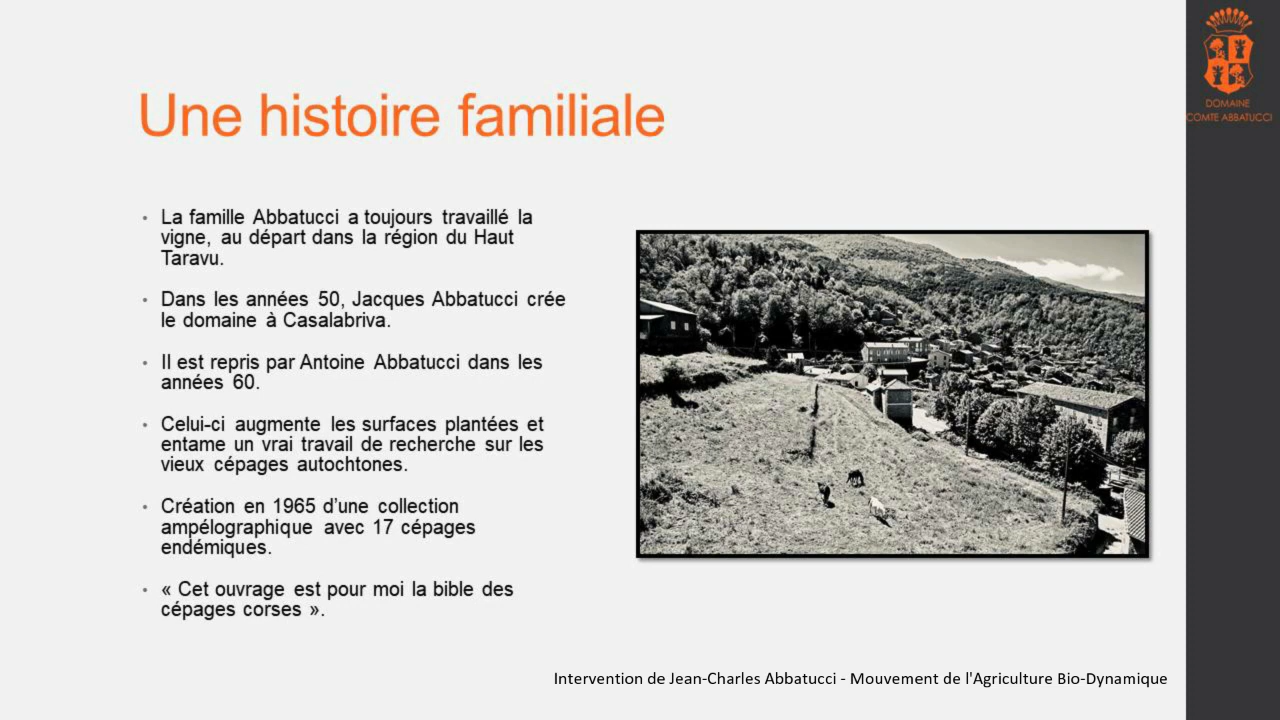 DOMAINE
COMTE ABBATUCCI
Une histoire familiale
• La famille Abbatucci a toujours travaillé la
vigne, au départ dans la région du Haut
Taravu.
• Dans les années 50, Jacques Abbatucci crée
le domaine à Casalabriva.
• Il est repris par Antoine Abbatucci dans les
années 60.
• Celui-ci augmente les surfaces plantées et
entame un vrai travail de recherche sur les
vieux cépages autochtones.
• Création en 1965 d’une collection
ampélographique avec 17 cépages
endémiques.
• « Cet ouvrage est pour moi la bible des
cépages corses ».
Intervention de Jean-Charles Abbatucci - Mouvement de l'Agriculture Bio-Dynamique